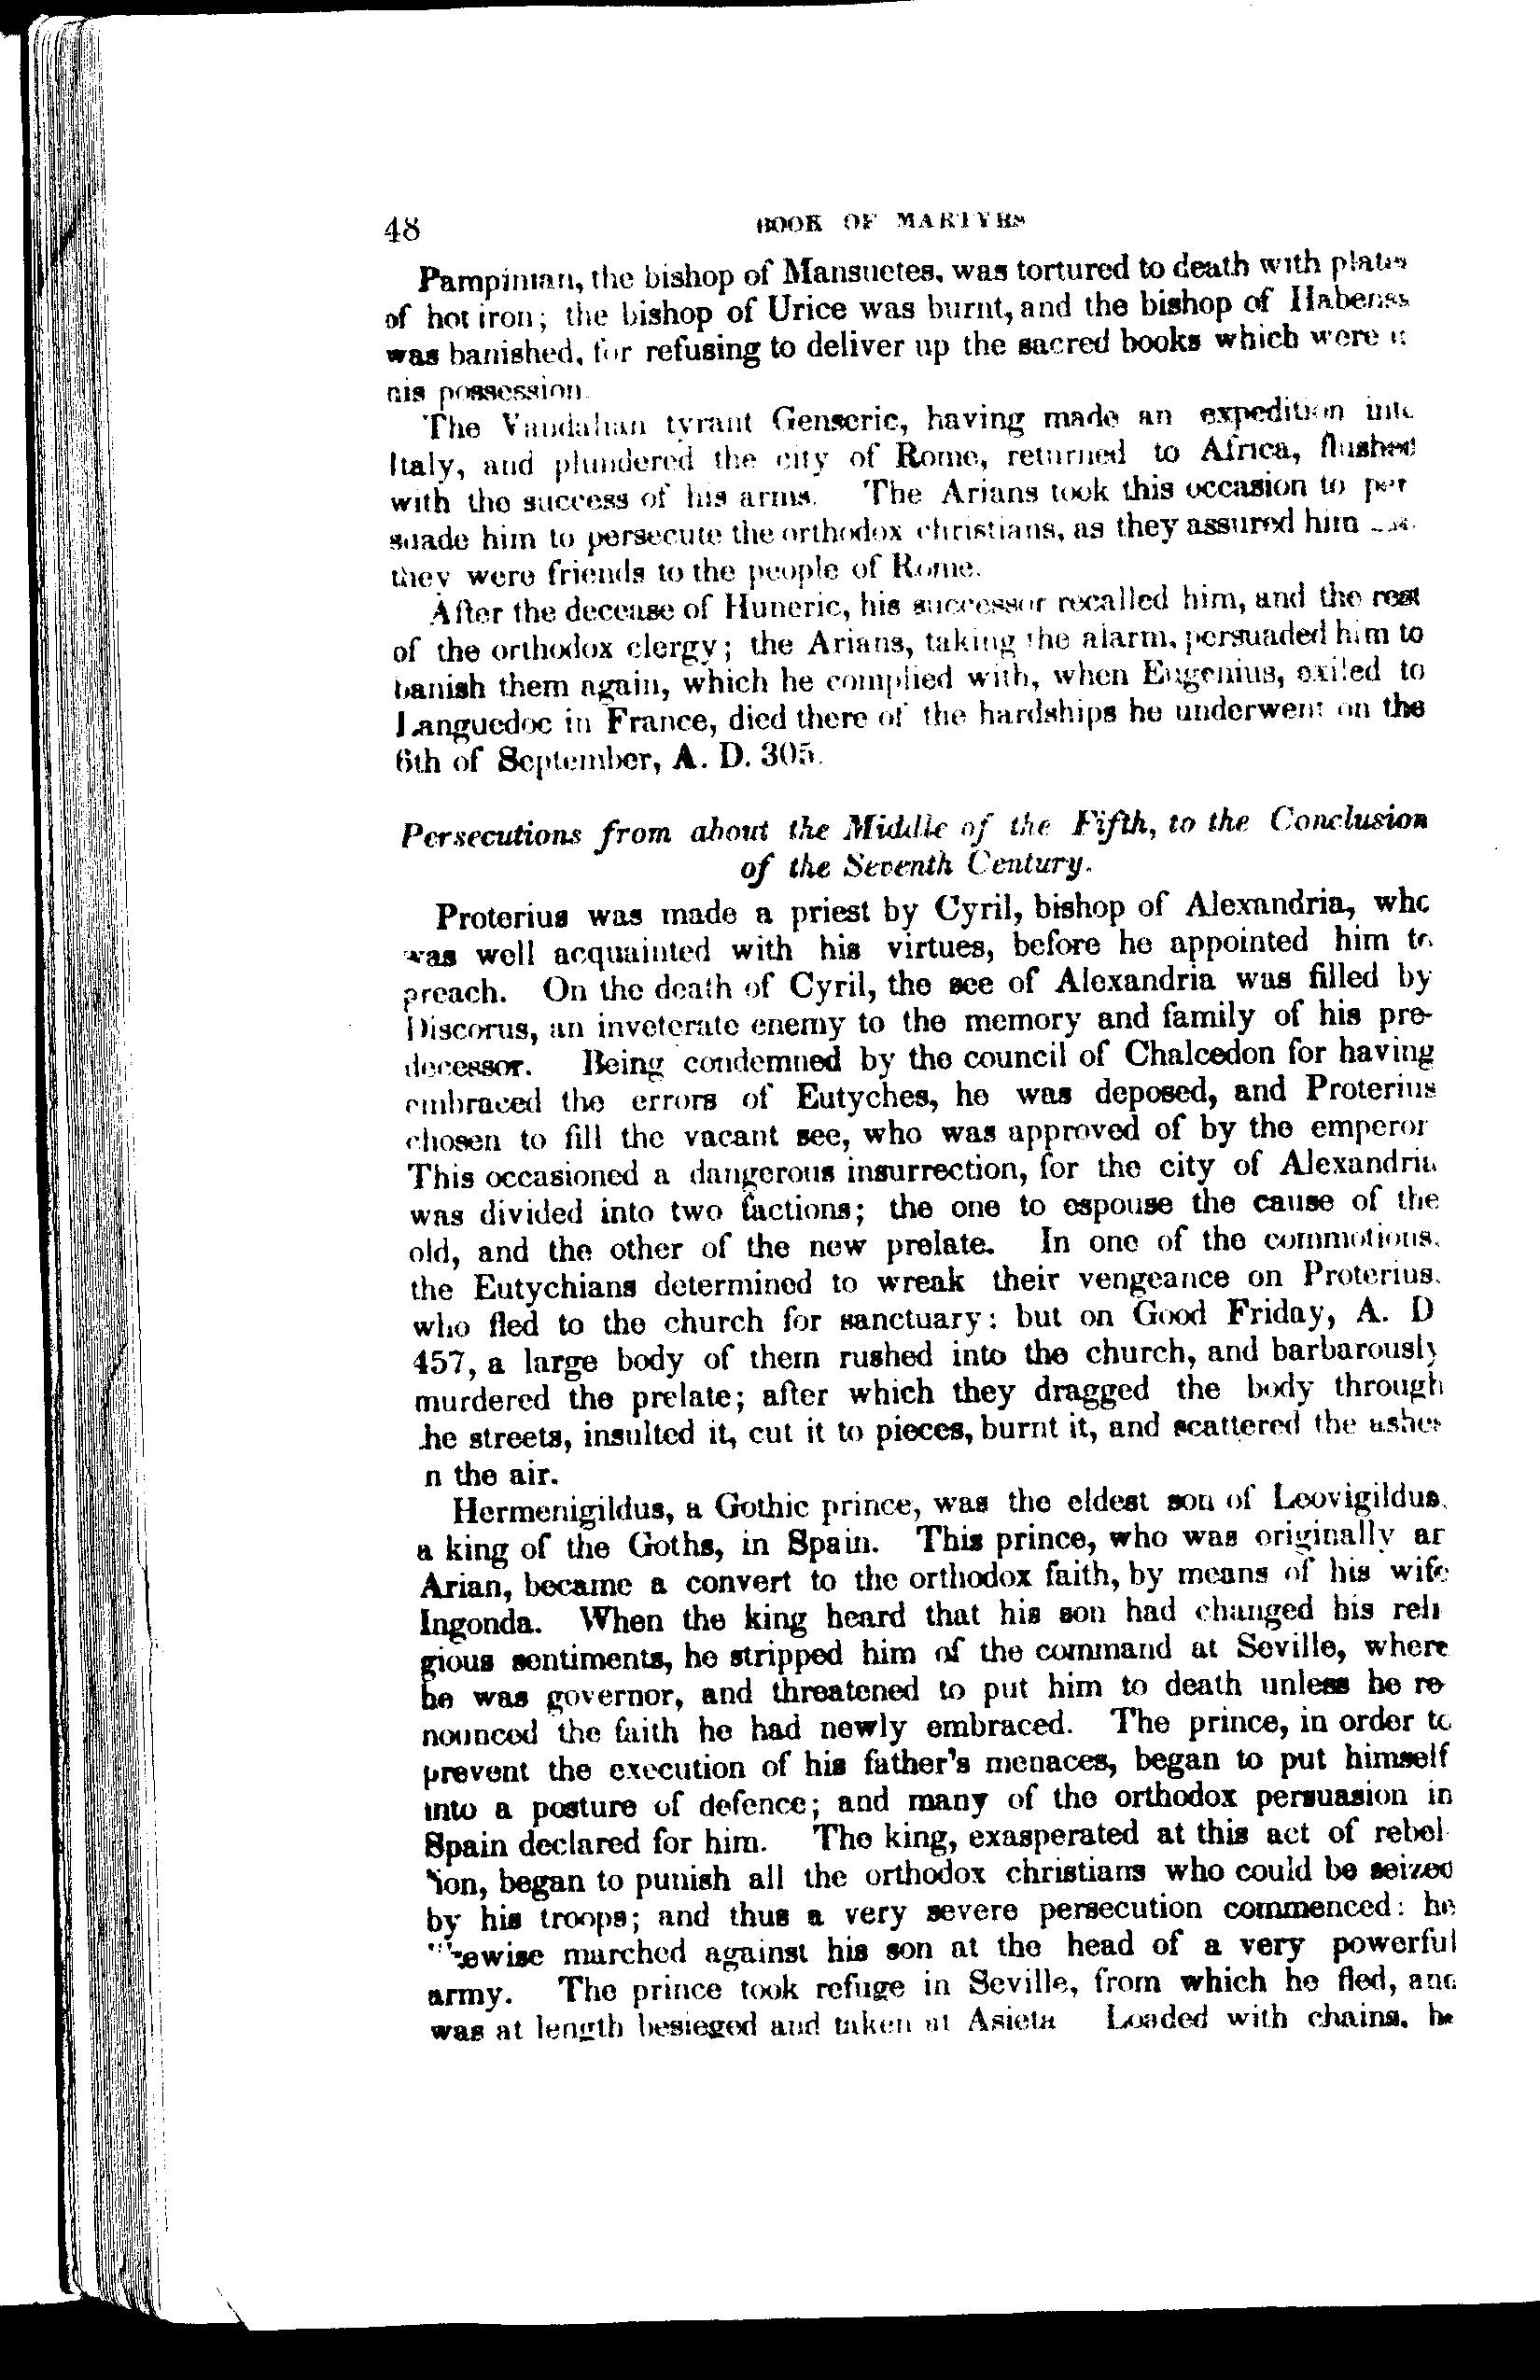 48 BOOK OF MARTYRS
Pampinian, the bishop of Mansuetes, was tortured to death with plates
of hot iron; the bishop of Urice was burnt, and the bishop of Habenss
was banished, for refusing to deliver up the sacred books which were
his possession.
The Vandalian tyrant Genseric, having made an expedition into
Italy, and plundered the city of Rome, returned to Africa, flushed
with the success of his arms. The Arians took this occasion to per
suade him to persecute the orthodox christians, as they assured him
they were friends to the people of Rome.
After the decease of Huneric, his successor recalled him, and the rest
of the orthodox clergy; the Arians, taking the alarm, persuaded him to
banish them again, which he complied with, when Eugenius, exiled to
Languedoc in France, died there of the hardships he underwent on the
6th of September, A. D. 305.
Persecutions from about the Middle of the Fifth, to the Conclusion
of the Seventh Century.
Proterius was made a priest by Cyril, bishop of Alexandria, who
was well acquainted with his virtues, before he appointed him to
preach. On the death of Cyril, the see of Alexandria was filled by
Discorus, an inveterate enemy to the memory and family of his pre-
decessor. Being condemned by the council of Chalcedon for having
embraced the errors of Eutyches, he was deposed, and Proterius
chosen to fill the vacant see, who was approved of by the emperor
This occasioned a dangerous insurrection, for the city of Alexandria
was divided into two factions; the one to espouse the cause of the
old, and the other of the new prelate. In one of the commotions,
the Eutychians determined to wreak their vengeance on Proterius,
who fled to the church for sanctuary: but on Good Friday, A. D
457, a large body of them rushed into the church, and barbarously
murdered the prelate; after which they dragged the body through
the streets, insulted it, cut it to pieces, burnt it, and scattered the ashes
n the air.
Hermenigildus, a Gothic prince, was the eldest son of Leovigildus,
a king of the Goths, in Spain. This prince, who was originally an
Arian, became a convert to the orthodox faith, by means of his wife
Ingonda. When the king heard that his son had changed his reli
gious sentiments, he stripped him of the command at Seville, where
he was governor, and threatened to put him to death unless he re-
nounced the faith he had newly embraced. The prince, in order to
prevent the execution of his father's menaces, began to put himself
into a posture of defence; and many of the orthodox persuasion in
Spain declared for him. The king, exasperated at this act of rebel-
lion, began to punish all the orthodox christians who could be seized
by his troops; and thus a very severe persecution commenced: he
likewise marched against his son at the head of a very powerful
army. The prince took refuge in Seville, from which he fled, and
was at length besieged and taken at Asieta Loaded with chains, he